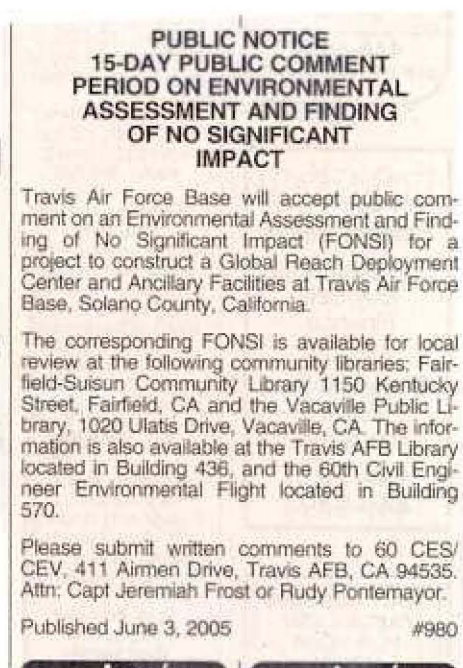 PUBLIC NOTICE
15-DAY PUBLIC COMMENT
PERIOD ON ENVIRONMENTAL
ASSESSMENT AND FINDING
OF NO SIGNIFICANT
IMPACT
Travis Air Force Base will accept public com-
ment on an Environmental Assessment and Find-
ing of No Significant Impact (FONSI) for a
project to construct a Global Reach Deployment
Center and Ancillary Facilities at Travis Air Force
Base, Solano County, California.
The corresponding FONSI is available for local
review at the following community libraries; Fair-
field-Suisun Community Library 1150 Kentucky
Street, Fairfield, CA and the Vacaville Public Li-
brary, 1020 Ulatis Drive, Vacaville, CA. The infor-
mation is also available at the Travis AFB Library
located in Building 436, and the 60th Civil Engi-
neer Environmental Flight located in Building
570.
Please submit written comments to 60 CES/
CEV, 411 Airmen Drive, Travis AFB, CA 94535.
Attn: Capt Jeremiah Frost or Rudy Pontemayor.
Published June 3, 2005 #980